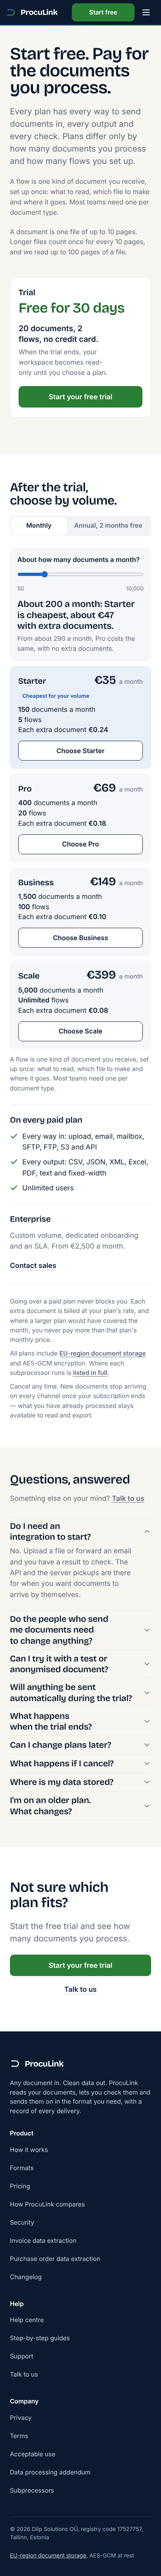 ProcuLink
Start free
Start free. Pay for
the documents
you process.
Every plan has every way to send
documents in, every output and
every check. Plans differ only by
how many documents you process
and how many flows you set up.
A flow is one kind of document you receive,
set up once: what to read, which file to make
and where it goes. Most teams need one per
document type.
A document is one file of up to 10 pages.
Longer files count once for every 10 pages,
and we read up to 100 pages of a file.
Trial
Free for 30 days
20 documents, 2
flows, no credit card.
When the trial ends, your
workspace becomes read-
only until you choose a plan.
Start your free trial
After the trial,
choose by volume.
Monthly
Annual, 2 months free
About how many documents a month?
50
10,000
About 200 a month: Starter
is cheapest, about €47
with extra documents.
From about 290 a month, Pro costs the
same, with no extra documents.
Starter
€35 a month
Cheapest for your volume
150 documents a month
5 flows
Each extra document €0.24
Choose Starter
Pro
€69 a month
400 documents a month
20 flows
Each extra document €0.18
Choose Pro
Business
€149 a month
1,500 documents a month
100 flows
Each extra document €0.10
Choose Business
Scale
€399 a month
5,000 documents a month
Unlimited flows
Each extra document €0.08
Choose Scale
A flow is one kind of document you receive, set
up once: what to read, which file to make and
where it goes. Most teams need one per
document type.
On every paid plan
Every way in: upload, email, mailbox,
SFTP, FTP, S3 and API
Every output: CSV, JSON, XML, Excel,
PDF, text and fixed-width
Unlimited users
Enterprise
Custom volume, dedicated onboarding
and an SLA. From €2,500 a month.
Contact sales
Going over a paid plan never blocks you. Each
extra document is billed at your plan's rate, and
where a larger plan would have covered the
month, you never pay more than that plan's
monthly price.
All plans include EU-region document storage
and AES-GCM encryption. Where each
subprocessor runs is listed in full.
Cancel any time. New documents stop arriving
on every channel once your subscription ends
— what you have already processed stays
available to read and export.
Questions, answered
Something else on your mind? Talk to us
Do I need an
integration to start?
No. Upload a file or forward an email
and you have a result to check. The
API and the server pickups are there
for when you want documents to
arrive by themselves.
Do the people who send
me documents need
to change anything?
Can I try it with a test or
anonymised document?
Will anything be sent
automatically during the trial?
What happens
when the trial ends?
Can I change plans later?
What happens if I cancel?
Where is my data stored?
I'm on an older plan.
What changes?
Not sure which
plan fits?
Start the free trial and see how
many documents you process.
Start your free trial
Talk to us
ProcuLink
Any document in. Clean data out. ProcuLink
reads your documents, lets you check them and
sends them on in the format you need, with a
record of every delivery.
Product
How it works
Formats
Pricing
How ProcuLink compares
Security
Invoice data extraction
Purchase order data extraction
Changelog
Help
Help centre
Step-by-step guides
Support
Talk to us
Company
Privacy
Terms
Acceptable use
Data processing addendum
Subprocessors
© 2026 Diip Solutions OÜ, registry code 17527757,
Tallinn, Estonia
EU-region document storage, AES-GCM at rest